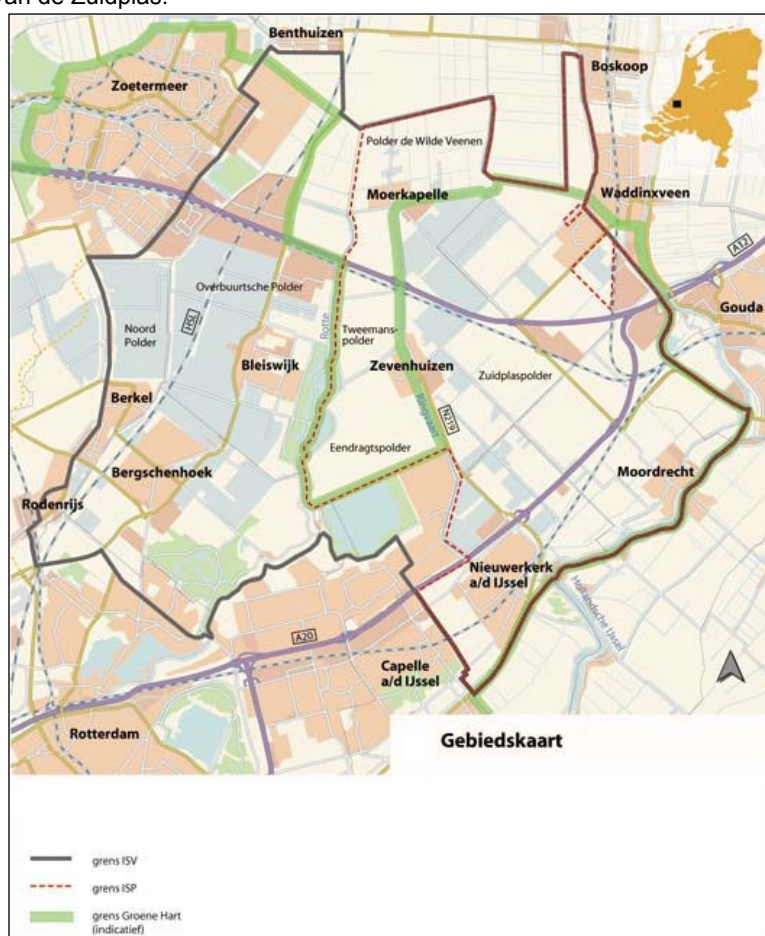 van de Zuidplas.
Benthuizen
Boskoop
Zoetermeer
Polder de Wilde Veenen
Moerkapelle
Waddinxveen
A12
Overbuurtsche Polder
Gouda
HSL
Rotte
Noord
Polder
Tweemans-
polder
Bleiswijk
Zevenhuizen
Zuidplaspolder
Berkel
Ringvaart
N219
Eendragtspolder
Bergschenhoek
Moordrecht
Rodenrijs
Nieuwerkerk
a/d IJssel
Hollandsche IJssel
A20
Capelle
a/d IJssel
Rotterdam
Gebiedskaart
grens ISV
grens ISP
grens Groene Hart
(indicatief)